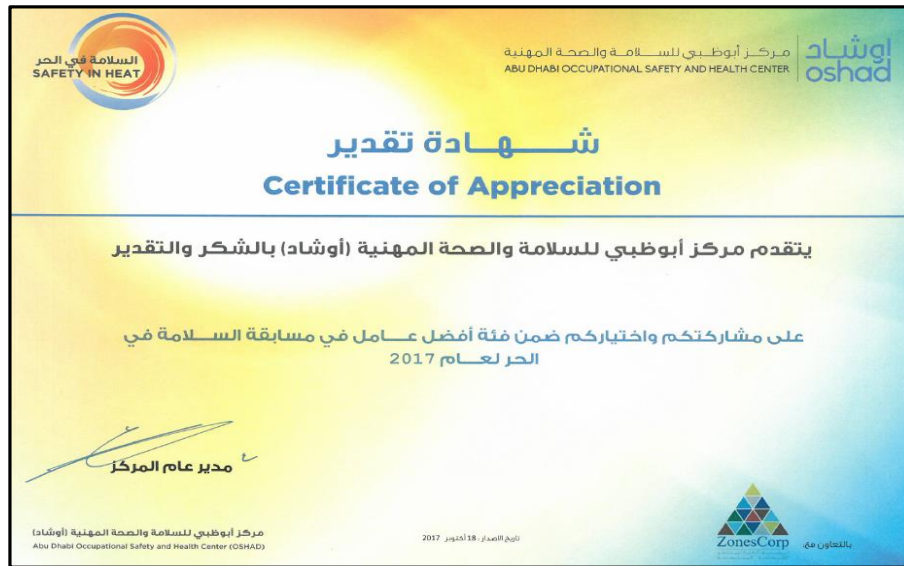 السلامة في الحر
SAFETY IN HEAT
مركز أبوظبي للسلامة والصحة المهنية
ABU DHABI OCCUPATIONAL SAFETY AND HEALTH CENTER
اوشاد
oshad
شهادة تقدير
Certificate of Appreciation
يتقدم مركز أبوظبي للسلامة والصحة المهنية (أوشاد) بالشكر والتقدير
على مشاركتكم واختياركم ضمن فئة أفضل عامل في مسابقة السلامة في
الحر لعام 2017
مدير عام المركز
مركز أبوظبي للسلامة والصحة المهنية (أوشاد)
Abu Dhabi Occupational Safety and Health Center (OSHAD)
تاريخ الاصدار: 18 أكتوبر 2017
بالتعاون مع:
ZonesCorp